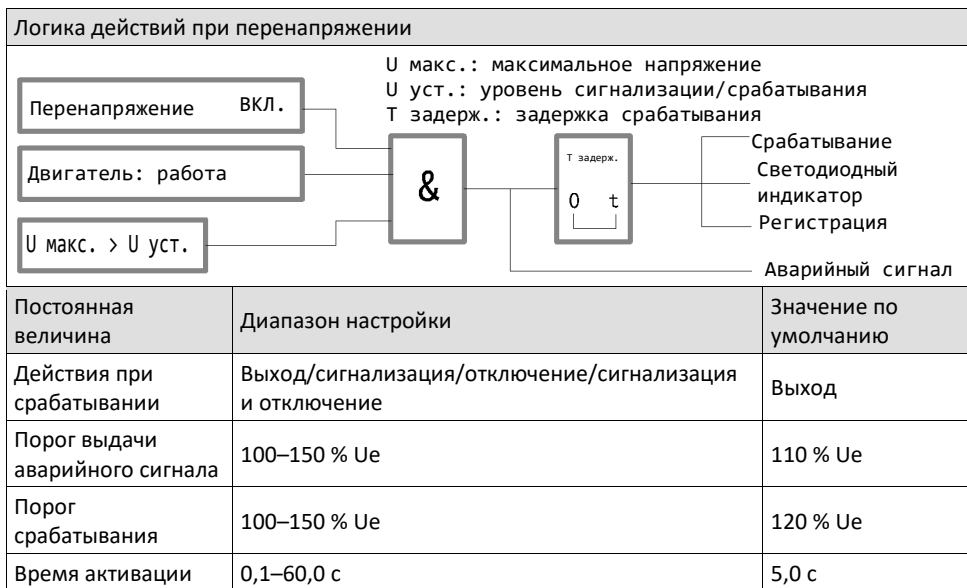 Логика действий при перенапряжении
U макс.: максимальное напряжение
U уст.: уровень сигнализации/срабатывания
T задерж.: задержка срабатывания
Перенапряжение ВКЛ.
Двигатель: работа
U макс. > U уст.
&
T задерж.
0 t
Срабатывание
Светодиодный
индикатор
Регистрация
Аварийный сигнал
Постоянная
величина
Диапазон настройки
Значение по
умолчанию
Действия при
срабатывании
Выход/сигнализация/отключение/сигнализация
и отключение
Выход
Порог выдачи
аварийного сигнала
100–150 % Ue
110 % Ue
Порог
срабатывания
100–150 % Ue
120 % Ue
Время активации
0,1–60,0 с
5,0 с